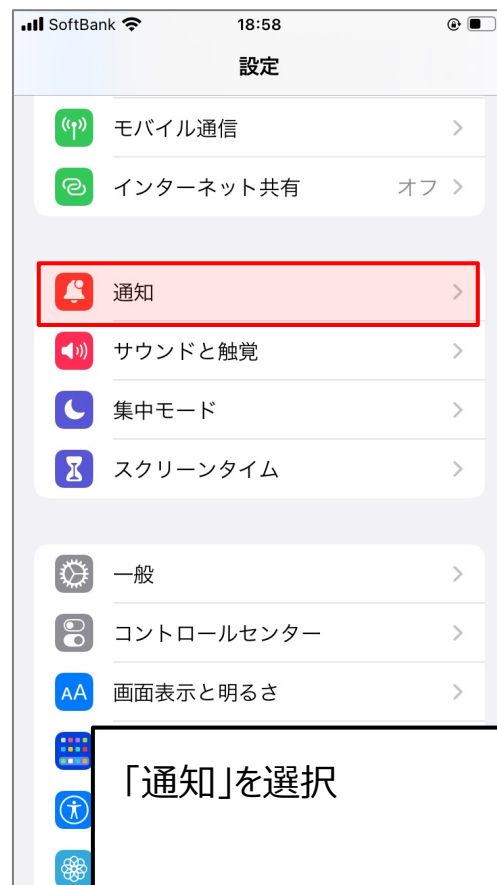 SoftBank 18:58
設定
モバイル通信
インターネット共有 オフ
通知
サウンドと触覚
集中モード
スクリーンタイム
一般
コントロールセンター
AA 画面表示と明るさ
「通知」を選択